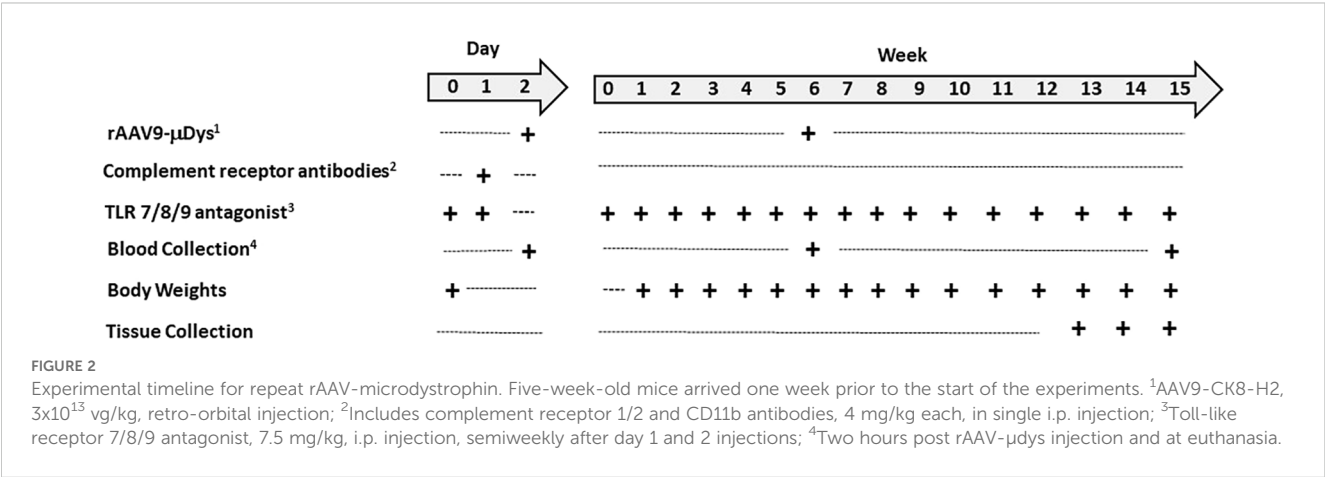 Day Week
0 1 2 0 1 2 3 4 5 6 7 8 9 10 11 12 13 14 15
rAAV9-μDys¹ ---------- + ---------- + ----------
Complement receptor antibodies² ---- + ---- ----------
TLR 7/8/9 antagonist³ + + ---- + + + + + + + + + + + + + + + +
Blood Collection⁴ ---------- + ---------- + ---------- +
Body Weights + ---------- ---- + + + + + + + + + + + + + + +
Tissue Collection ---------- ---------- + + +
FIGURE 2
Experimental timeline for repeat rAAV-microdystrophin. Five-week-old mice arrived one week prior to the start of the experiments. ¹AAV9-CK8-H2,
3x10¹³ vg/kg, retro-orbital injection; ²Includes complement receptor 1/2 and CD11b antibodies, 4 mg/kg each, in single i.p. injection; ³Toll-like
receptor 7/8/9 antagonist, 7.5 mg/kg, i.p. injection, semiweekly after day 1 and 2 injections; ⁴Two hours post rAAV-μdys injection and at euthanasia.